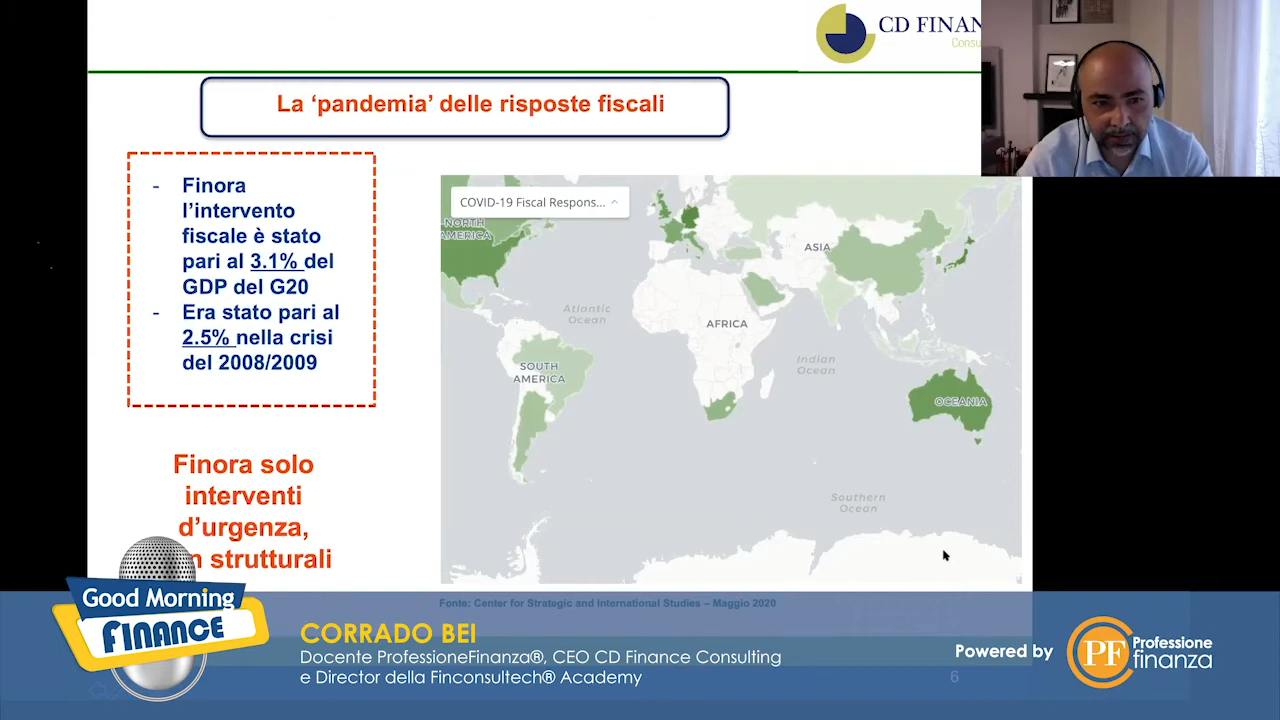 CD FINAN
Consu
La ‘pandemia’ delle risposte fiscali
- Finora
l’intervento
fiscale è stato
pari al 3.1% del
GDP del G20
- Era stato pari al
2.5% nella crisi
del 2008/2009
Finora solo
interventi
d’urgenza,
strutturali
COVID-19 Fiscal Respons...
NORTH
AMERICA
ASIA
Atlantic
Ocean
AFRICA
SOUTH
AMERICA
Indian
Ocean
OCEANIA
Southern
Ocean
Fonte: Center for Strategic and International Studies – Maggio 2020
Good Morning
FINANCE
CORRADO BEI
Docente ProfessioneFinanza®, CEO CD Finance Consulting
e Director della Finconsultech® Academy
Powered by
PF
Professione
finanza
6